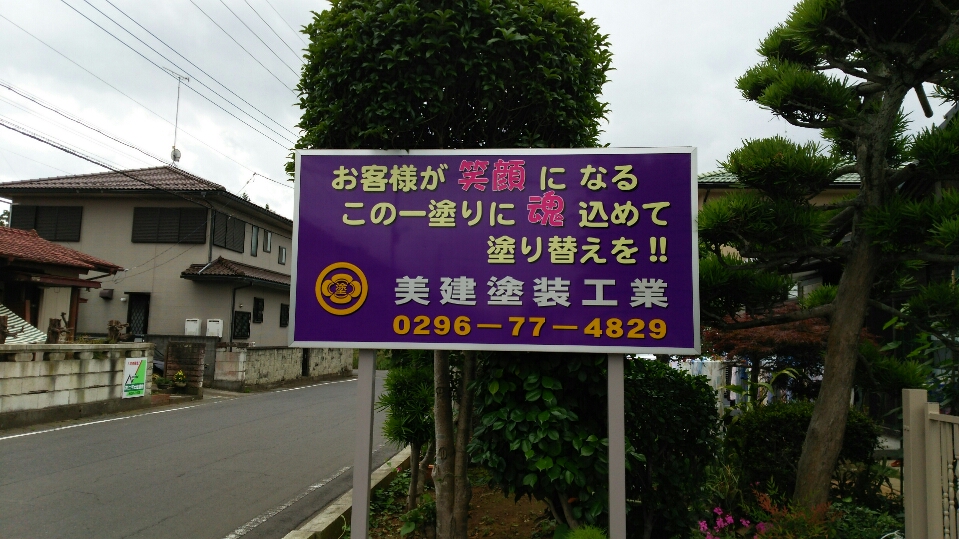 お客様が笑顔になる
この一塗りに魂込めて
塗り替えを!!
塗
美建塗装工業
0296-77-4829